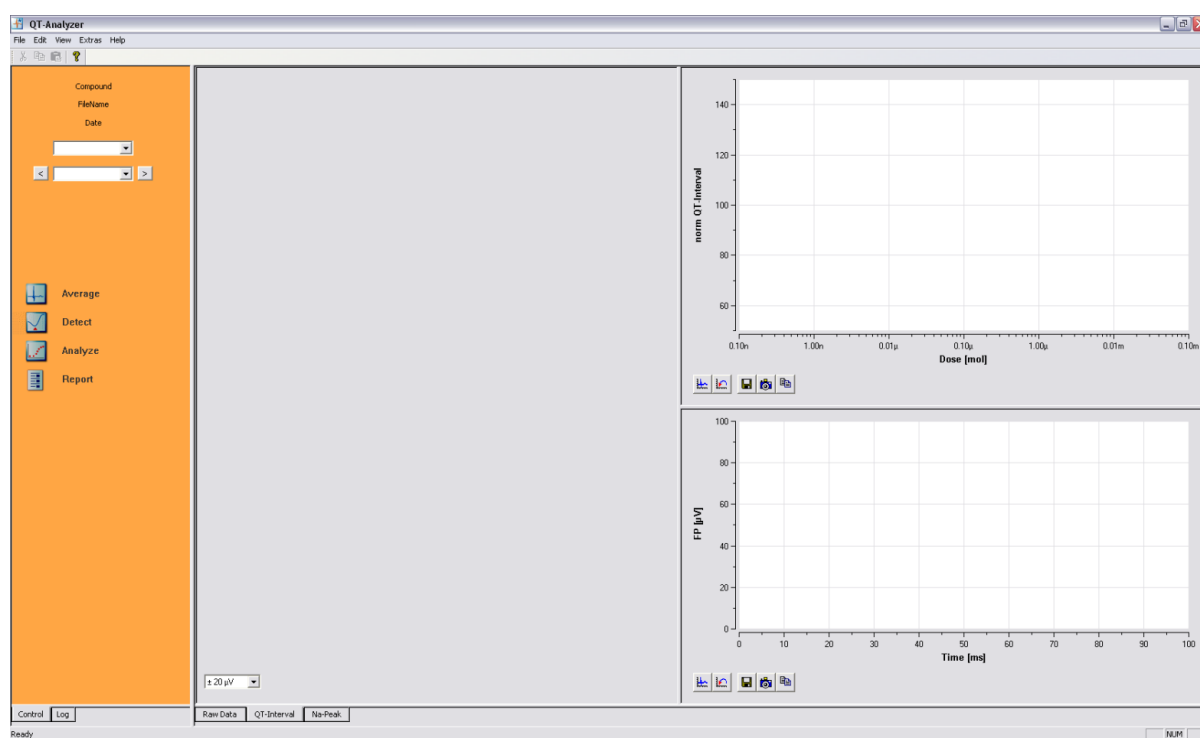 QT-Analyzer
File Edit View Extras Help
Compound
FileName
Date
<
>
Average
Detect
Analyze
Report
Control Log
± 20 µV
Raw Data QT-Interval Na-Peak
140
120
100
80
60
norm QT-Interval
0.10n 1.00n 0.01µ 0.10µ 1.00µ 0.01m 0.10m
Dose [mol]
100
80
60
40
20
0
FP [µV]
0 10 20 30 40 50 60 70 80 90 100
Time [ms]
Ready
NUM